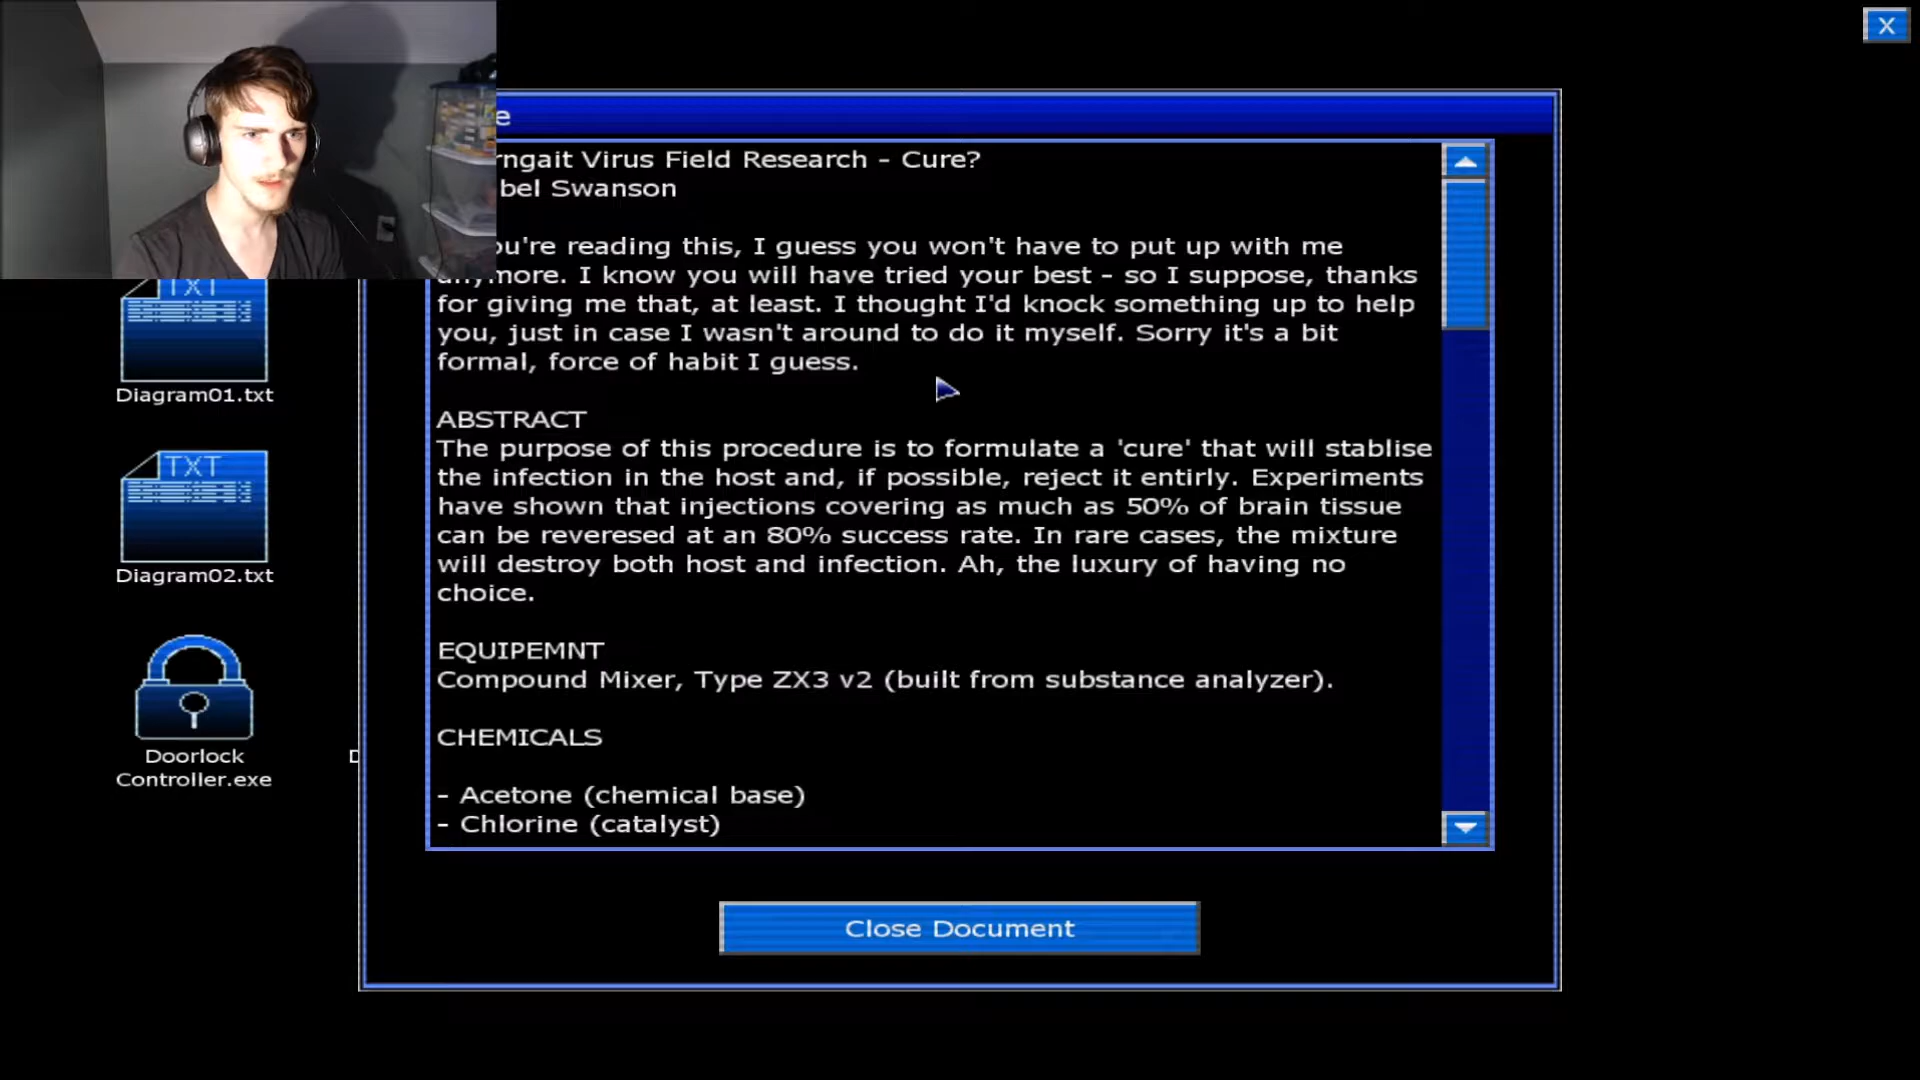 X
Virus Field Research - Cure?
Swanson
reading this, I guess you won't have to put up with me
anymore. I know you will have tried your best - so I suppose, thanks
for giving me that, at least. I thought I'd knock something up to help
you, just in case I wasn't around to do it myself. Sorry it's a bit
formal, force of habit I guess.
ABSTRACT
The purpose of this procedure is to formulate a 'cure' that will stablise
the infection in the host and, if possible, reject it entirly. Experiments
have shown that injections covering as much as 50% of brain tissue
can be reveresed at an 80% success rate. In rare cases, the mixture
will destroy both host and infection. Ah, the luxury of having no
choice.
EQUIPEMNT
Compound Mixer, Type ZX3 v2 (built from substance analyzer).
CHEMICALS
- Acetone (chemical base)
- Chlorine (catalyst)
Close Document
TXT
Diagram01.txt
TXT
Diagram02.txt
Doorlock
Controller.exe